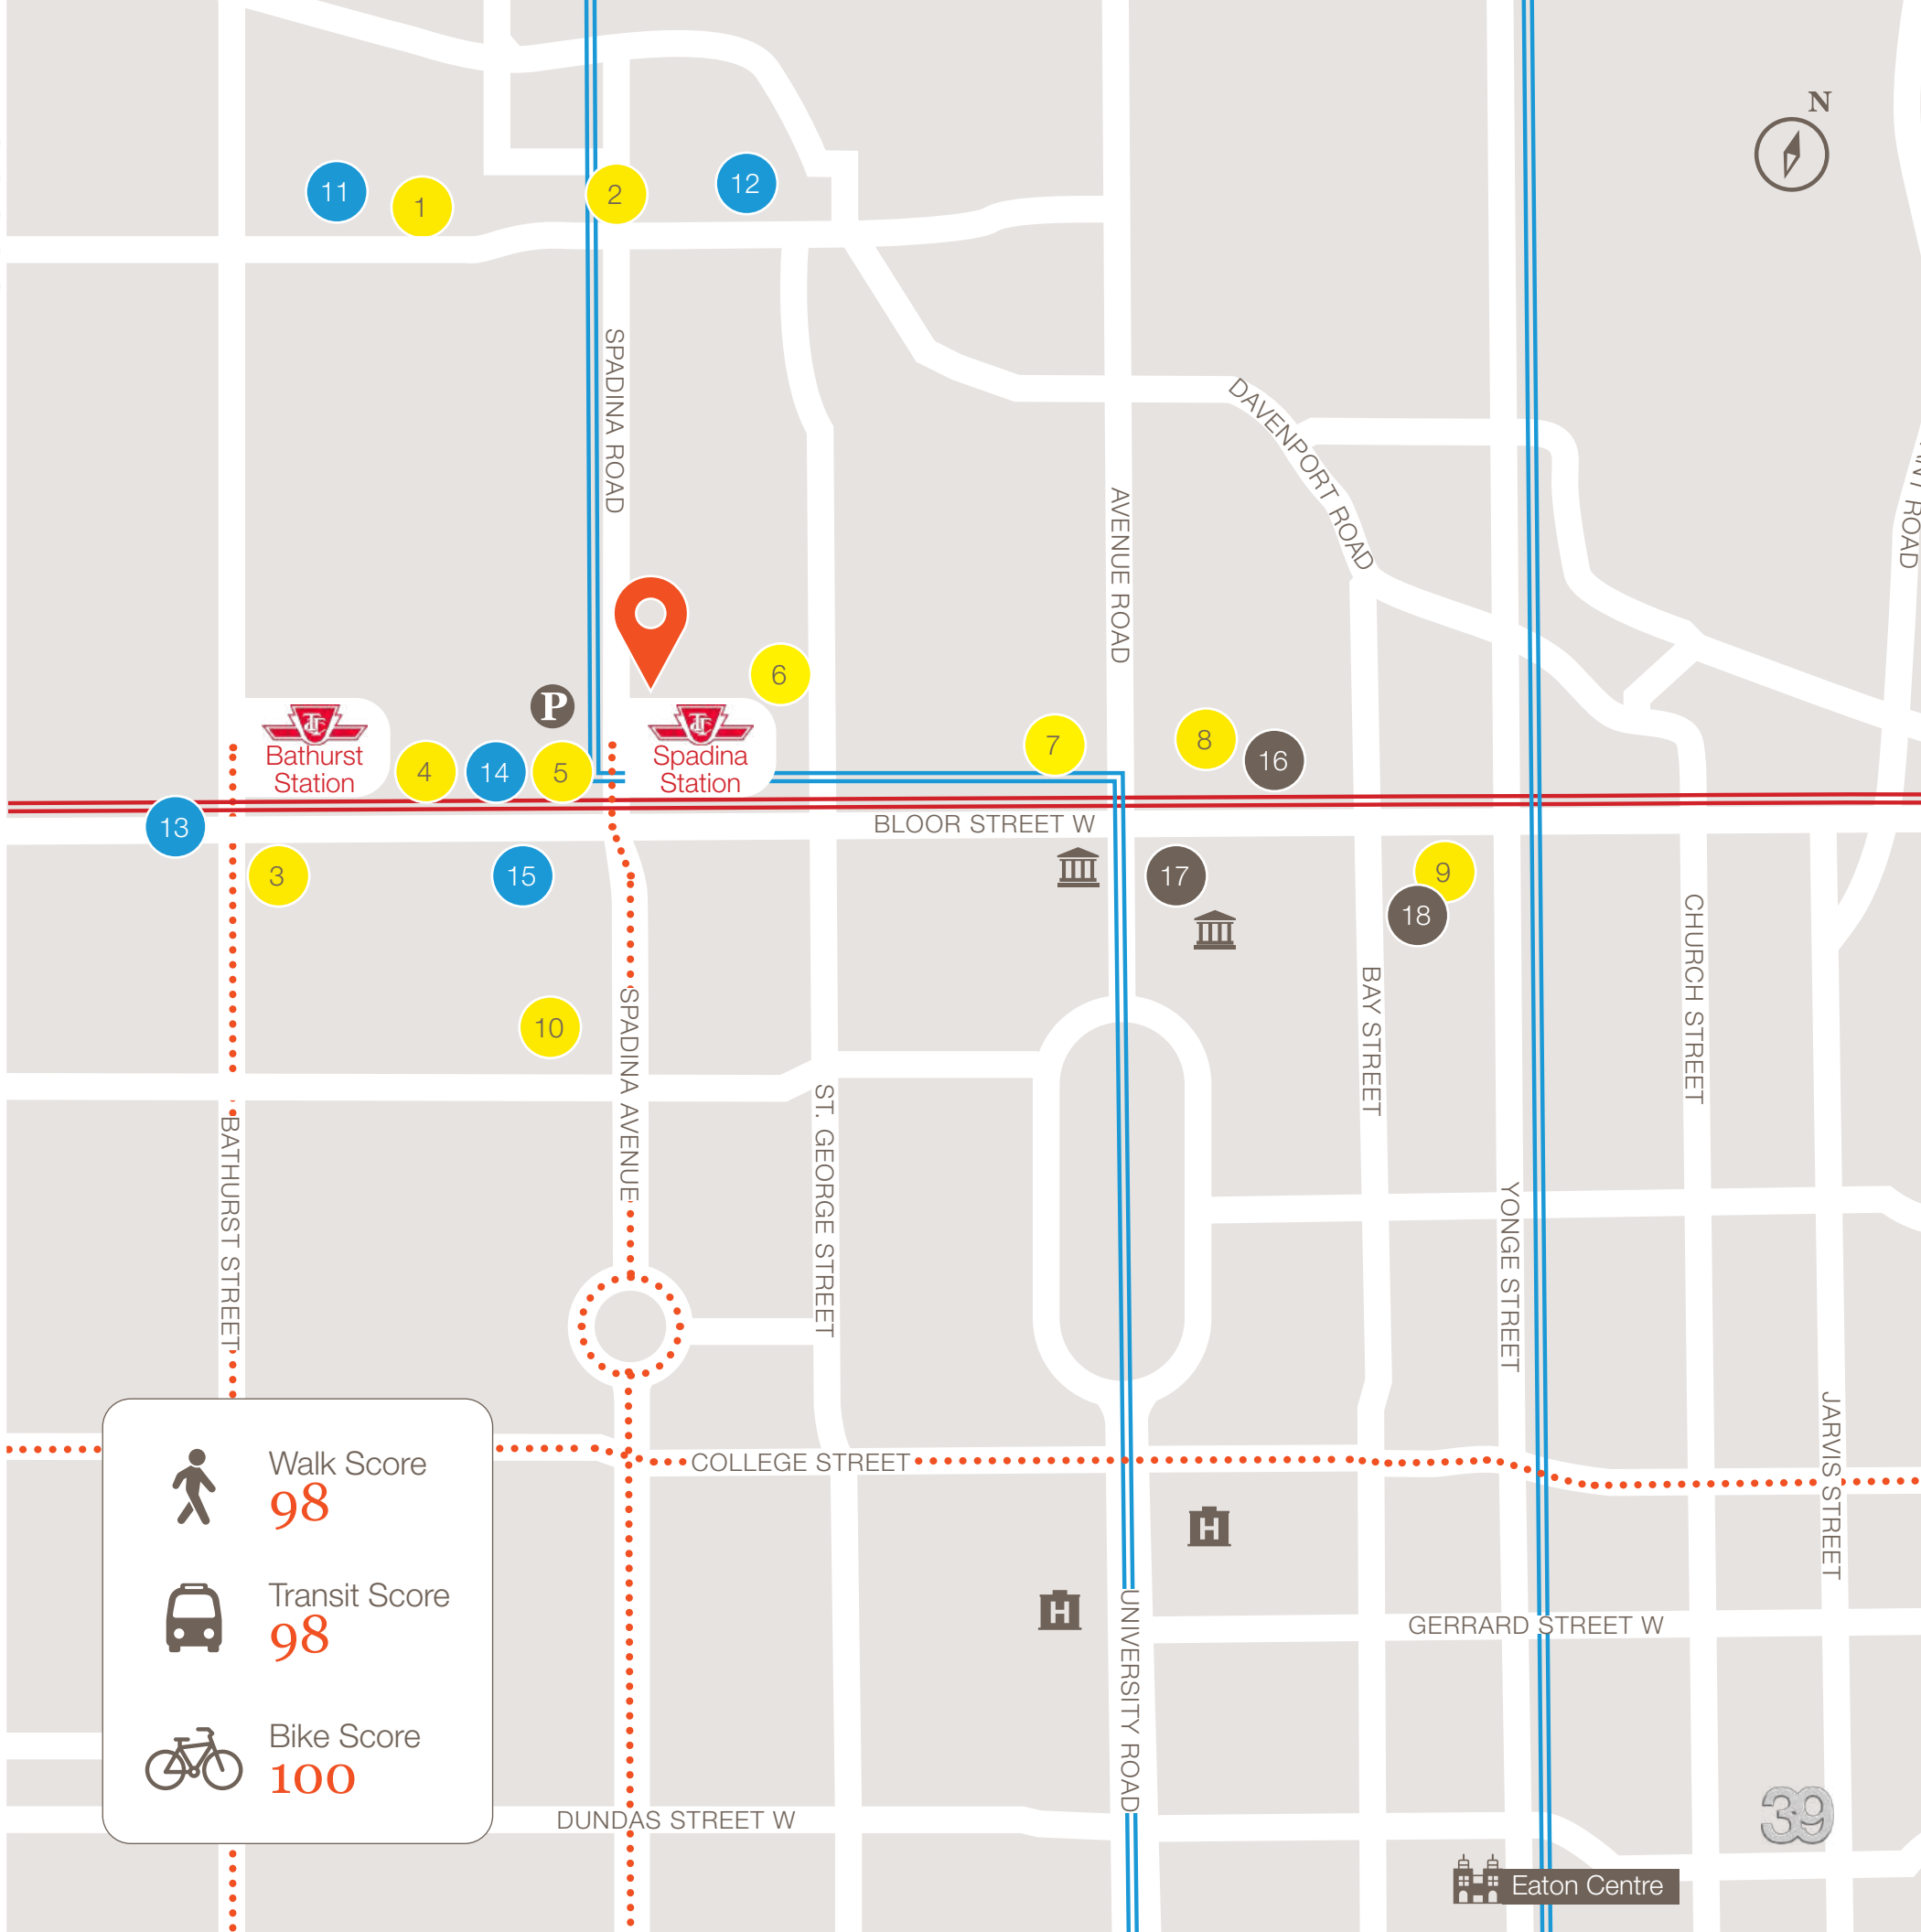 N
11
1
2
12
SPADINA ROAD
DAVENPORT ROAD
AVENUE ROAD
ROAD
6
P
Bathurst
Station
4
14
5
Spadina
Station
7
8
16
13
BLOOR STREET W
3
15
17
9
18
CHURCH STREET
BAY STREET
10
SPADINA AVENUE
ST. GEORGE STREET
BATHURST STREET
YONGE STREET
JARVIS STREET
COLLEGE STREET
Walk Score
98
H
Transit Score
98
H
UNIVERSITY ROAD
GERRARD STREET W
Bike Score
100
DUNDAS STREET W
39
Eaton Centre